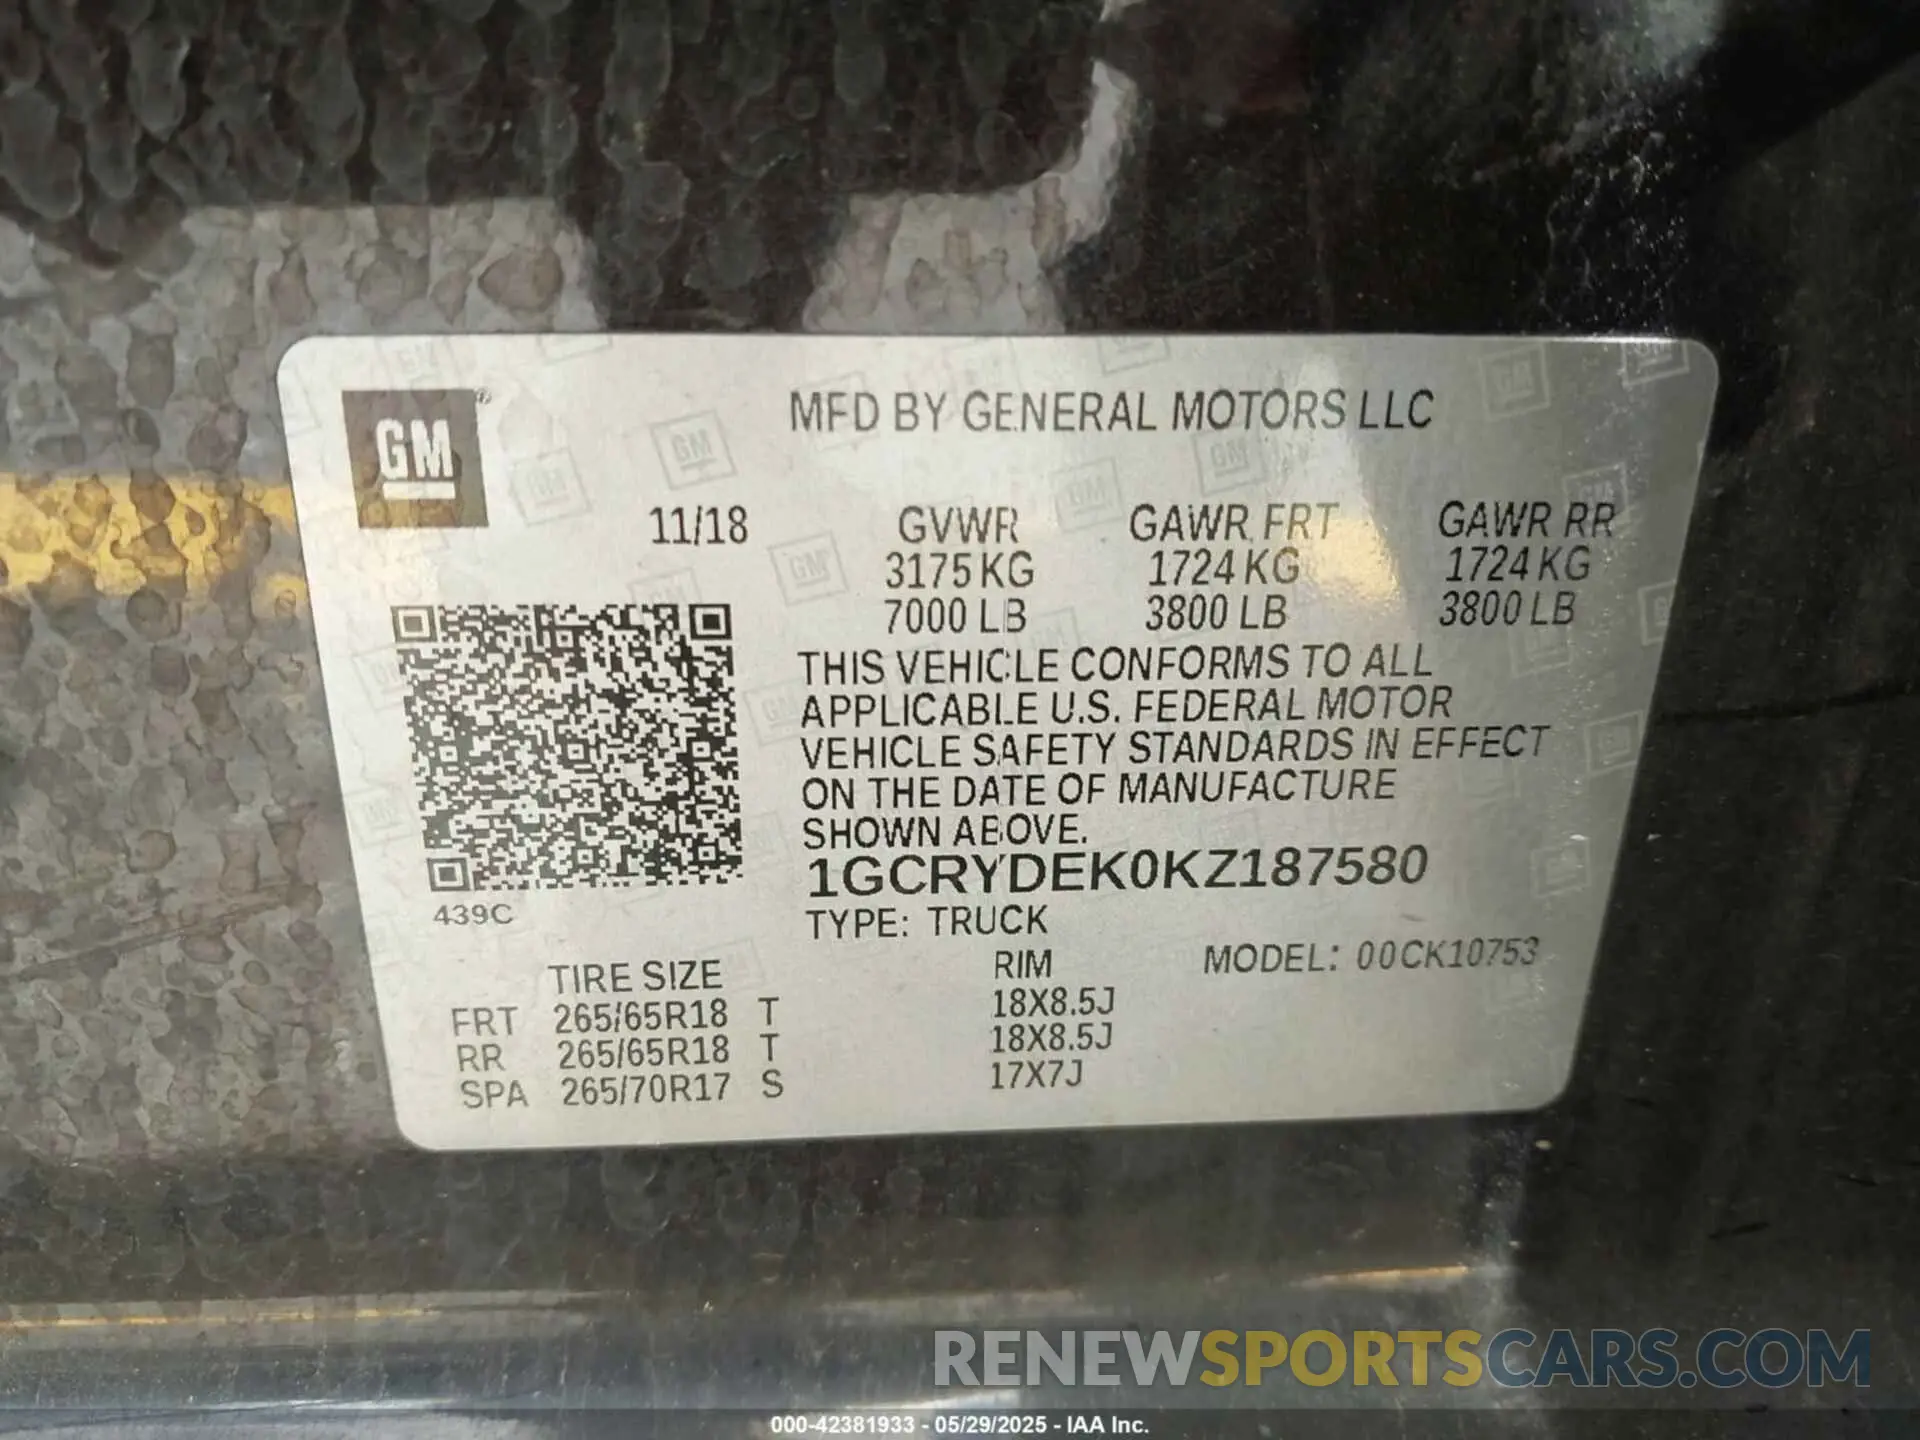 GM®
MFD BY GENERAL MOTORS LLC
11/18 GVWR GAWR FRT GAWR RR
3175 KG 1724 KG 1724 KG
7000 LB 3800 LB 3800 LB
THIS VEHICLE CONFORMS TO ALL
APPLICABLE U.S. FEDERAL MOTOR
VEHICLE SAFETY STANDARDS IN EFFECT
ON THE DATE OF MANUFACTURE
SHOWN ABOVE.
1GCRYDEK0KZ187580
439C
TYPE: TRUCK
MODEL: 00CK10753
TIRE SIZE RIM
FRT 265/65R18 T 18X8.5J
RR 265/65R18 T 18X8.5J
SPA 265/70R17 S 17X7J
RENEWSPORTSCARS.COM
000-42381933 - 05/29/2025 - IAA Inc.